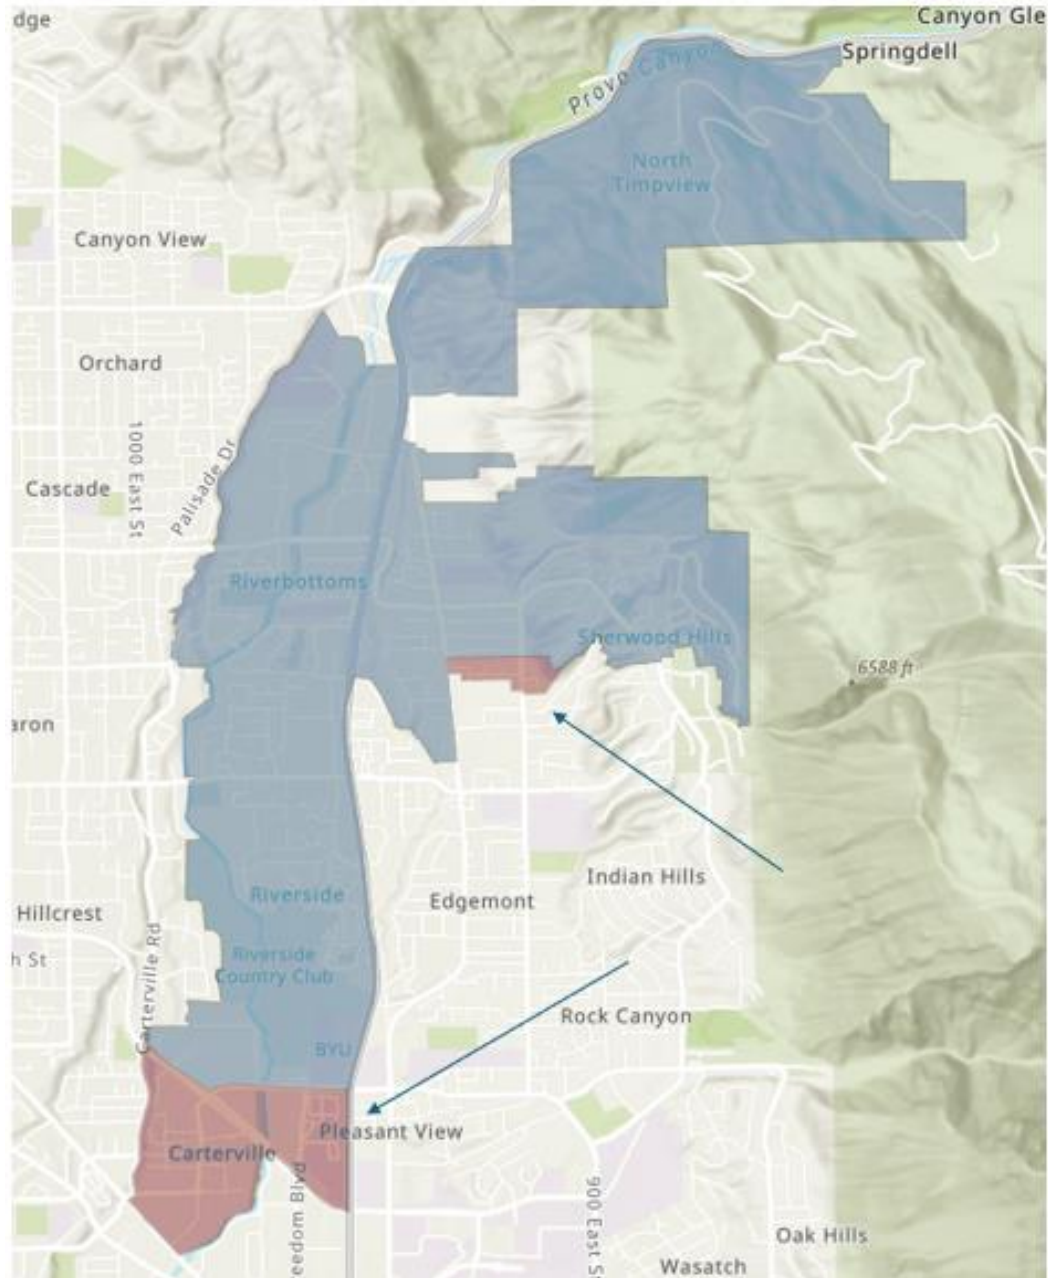 dge
Canyon Gle
Springdell
Provo Canyon
North
Timpview
Canyon View
Orchard
1000 East St
Palisade Dr
Cascade
Riverbottoms
Sherwood Hills
6588 ft
aron
Indian Hills
Riverside
Edgemont
Hillcrest
Carterville Rd
h St
Riverside
Country Club
Rock Canyon
BYU
Pleasant View
Carterville
eedom Blvd
900 East St
Oak Hills
Wasatch